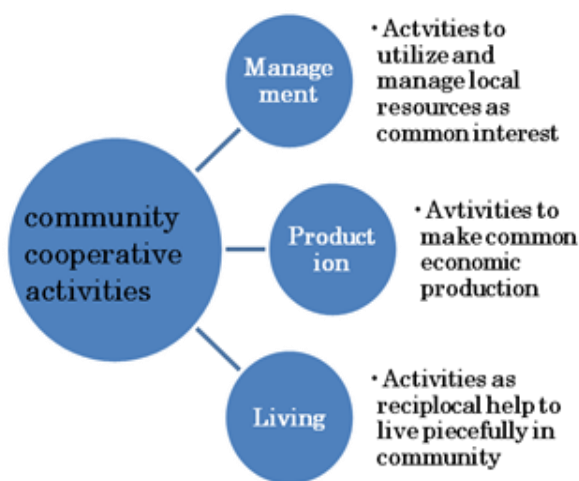 community
cooperative
activities
Manage
ment
・Actvities to
utilize and
manage local
resources as
common interest
Product
ion
・Avtivities to
make common
economic
production
Living
・Activities as
reciplocal help to
live piecefully in
community